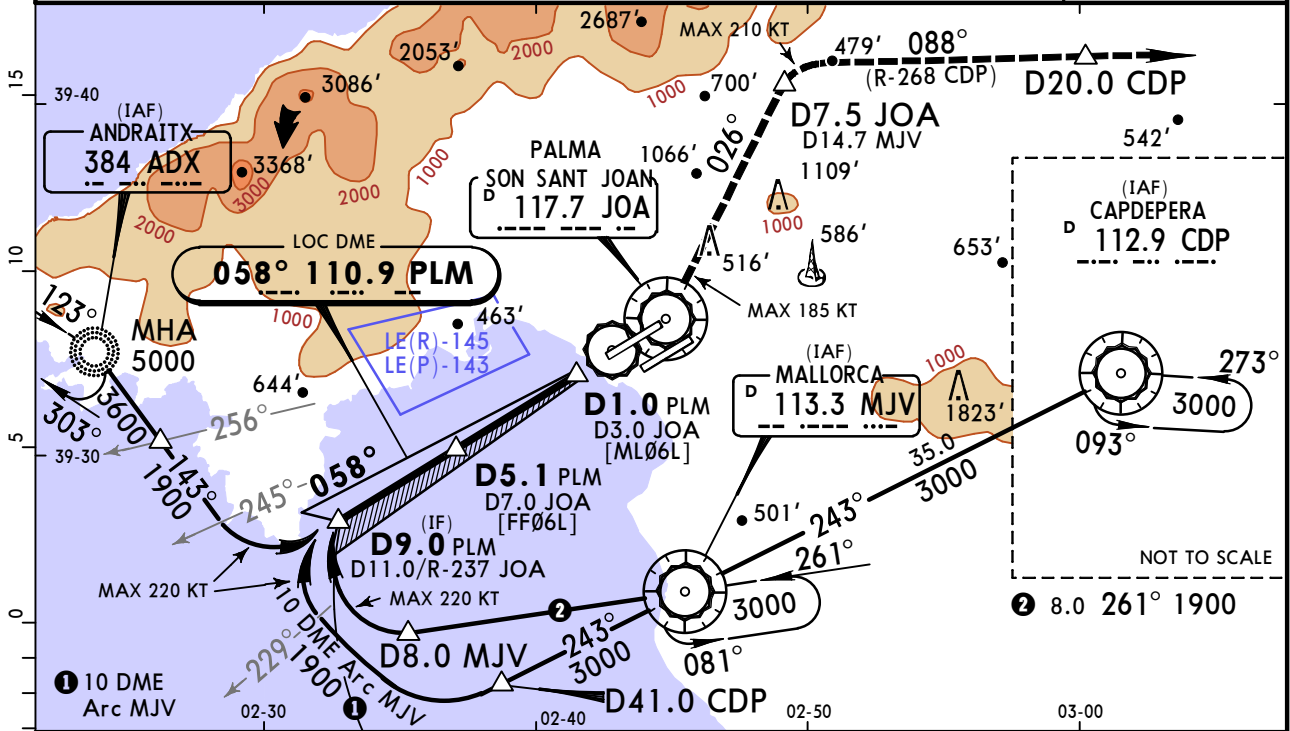 2687'
MAX 210 KT
479'
088°
(R-268 CDP)
D20.0 CDP
2053'
2000
3086'
700'
1000
15
39-40
(IAF)
ANDRAITX
384 ADX
D7.5 JOA
D14.7 MJV
026°
542'
1066'
1109'
1000
PALMA
SON SANT JOAN
D 117.7 JOA
3368'
3000
2000
1000
2000
(IAF)
CAPDEPERA
D 112.9 CDP
LOC DME
058° 110.9 PLM
586'
653'
516'
10
MAX 185 KT
123°
MHA
5000
1000
463'
LE(R)-145
LE(P)-143
(IAF)
MALLORCA
D 113.3 MJV
1000
1823'
273°
3000
093°
644'
303°
3600
256°
D1.0 PLM
D3.0 JOA
[ML06L]
5
39-30
143°
1900
245°
058°
D5.1 PLM
D7.0 JOA
[FF06L]
35.0
3000
243°
501'
(IF)
D9.0 PLM
D11.0/R-237 JOA
261°
NOT TO SCALE
MAX 220 KT
MAX 220 KT
3000
2 8.0 261° 1900
0
10 DME Arc MJV
1900
2
229°
D8.0 MJV
243°
3000
081°
1 10 DME
Arc MJV
1
D41.0 CDP
02-30
02-40
02-50
03-00